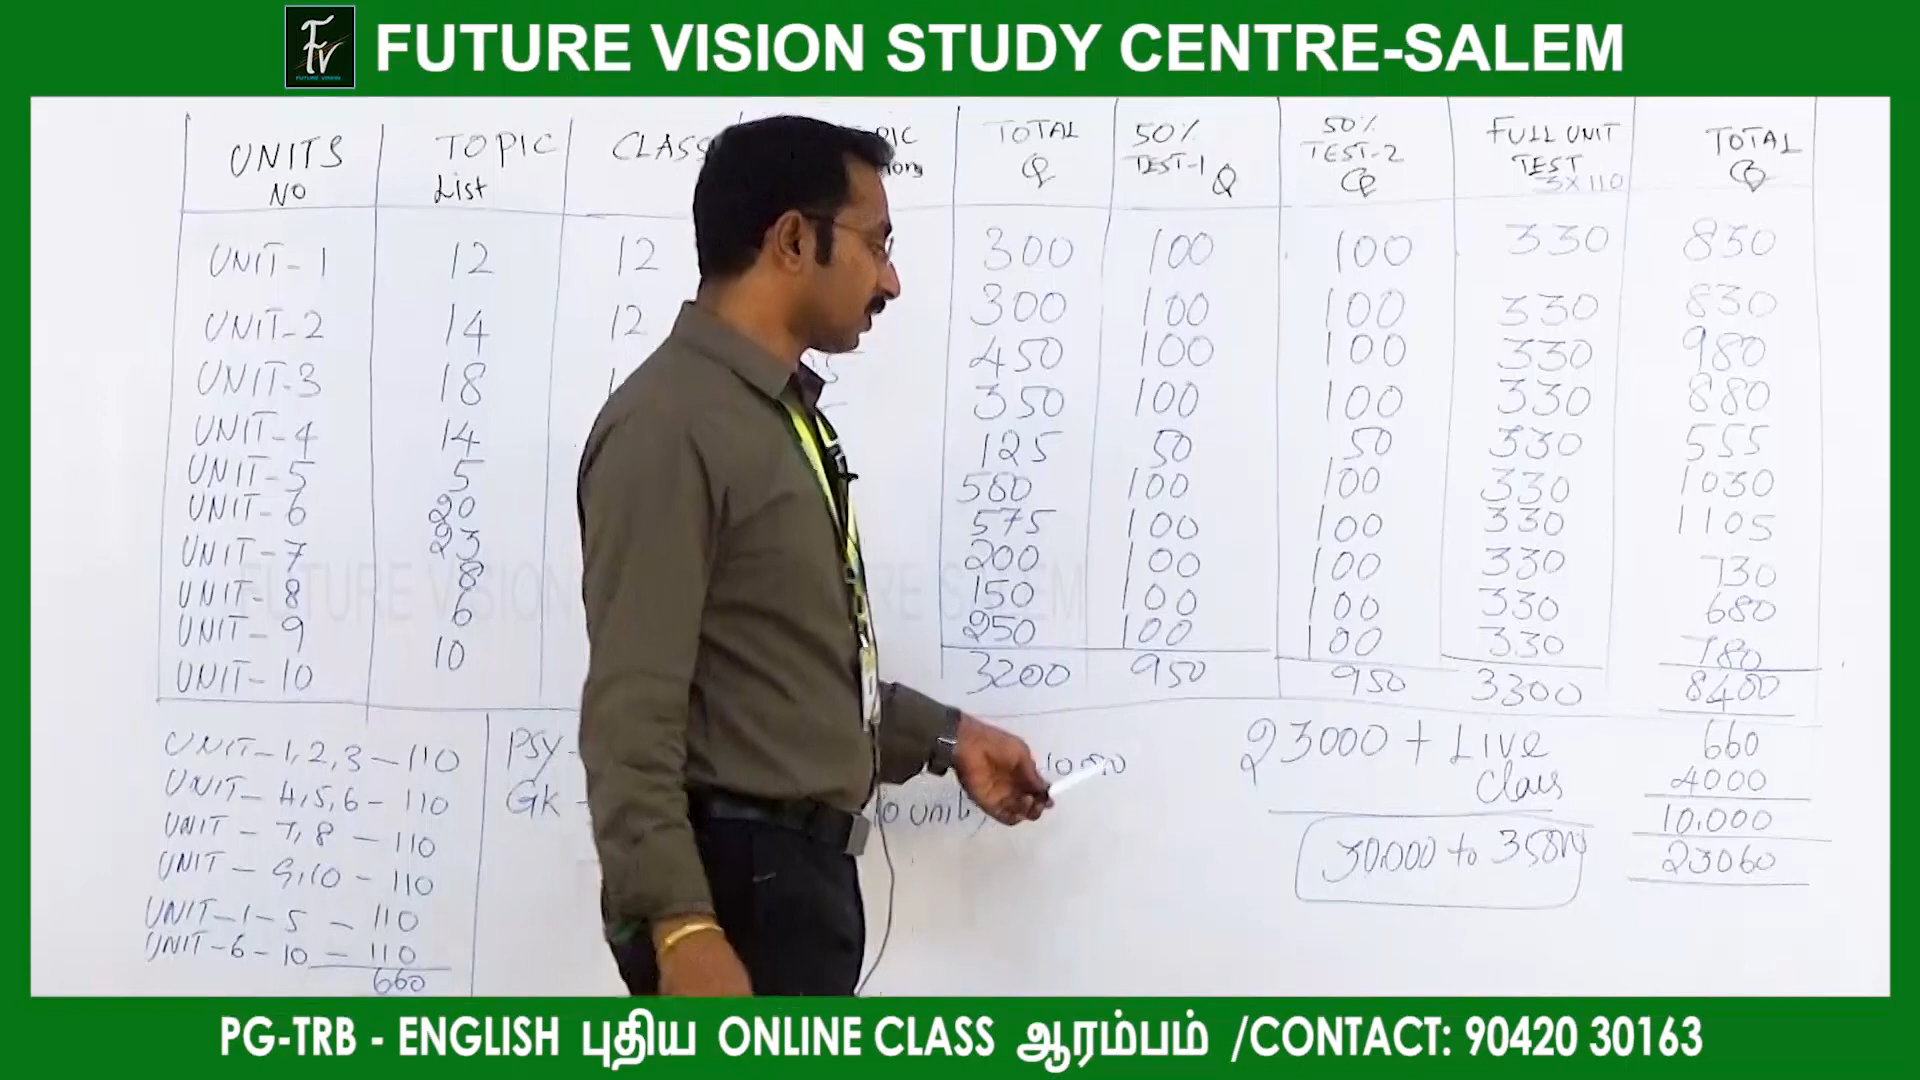 FV
FUTURE VISION
FUTURE VISION STUDY CENTRE-SALEM
UNITS NO TOPIC List CLASS TOTAL Q 50% TEST-1 Q 50% TEST-2 Q FULL UNIT TEST 3X110 TOTAL Q
UNIT-1 12 12 300 100 100 330 830
UNIT-2 14 12 300 100 100 330 830
UNIT-3 18 450 100 100 330 980
UNIT-4 14 350 100 100 330 880
UNIT-5 5 125 50 50 330 555
UNIT-6 20 500 100 100 330 1030
UNIT-7 23 575 100 100 330 1105
UNIT-8 8 200 100 100 330 730
UNIT-9 6 150 100 100 330 680
UNIT-10 10 250 100 100 330 780
3200 950 950 3300 8400
UNIT-1,2,3-110
UNIT-4,5,6-110
UNIT-7,8-110
UNIT-9,10-110
UNIT-1-5-110
UNIT-6-10-110
660
PSY-
GK-
10 unit
23000 + Live Class
30,000 to 35800
660
4000
10,000
23060
PG-TRB - ENGLISH புதிய ONLINE CLASS ஆரம்பம் /CONTACT: 90420 30163